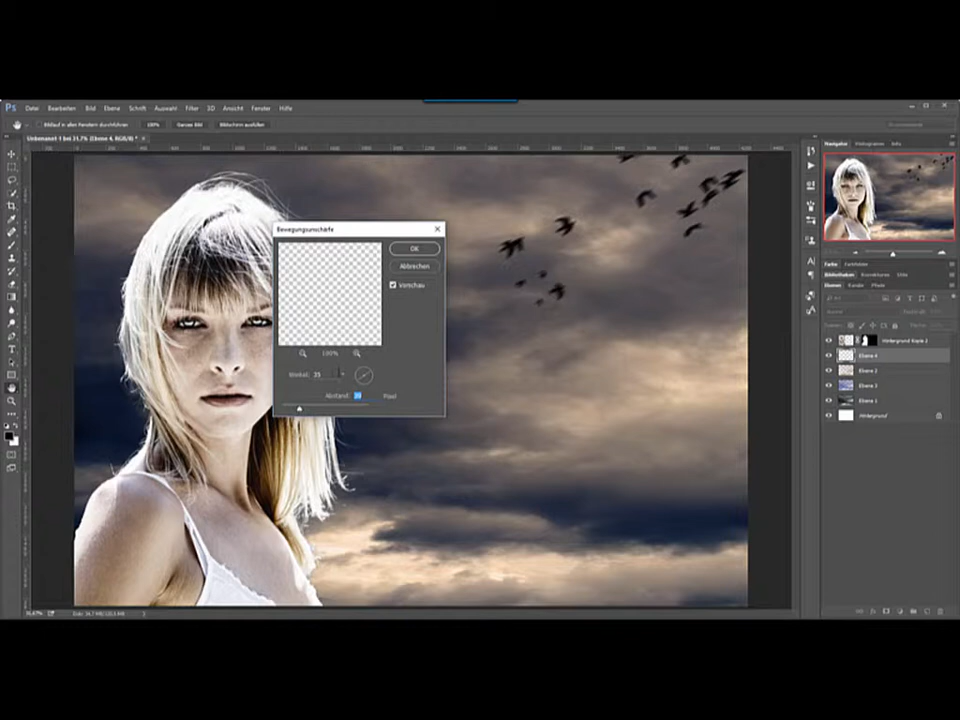 Ps Datei Bearbeiten Bild Ebene Schrift Auswahl Filter 3D Ansicht Fenster Hilfe
Bildlauf in allen Fenstern durchführen 100% Ganzes Bild Bildschirm ausfüllen
Unbenannt-1 bei 31,7% (Ebene 4, RGB/8) *
Navigator Histogramm Info
Bewegungsunschärfe
OK
Abbrechen
Vorschau
100%
Winkel: 35
Abstand: Pixel
Farbe Farbfelder
Bibliotheken Korrekturen Stile
Ebenen Kanäle Pfade
Hintergrund Kopie 2
Ebene 4
Ebene 2
Ebene 3
Ebene 1
Hintergrund